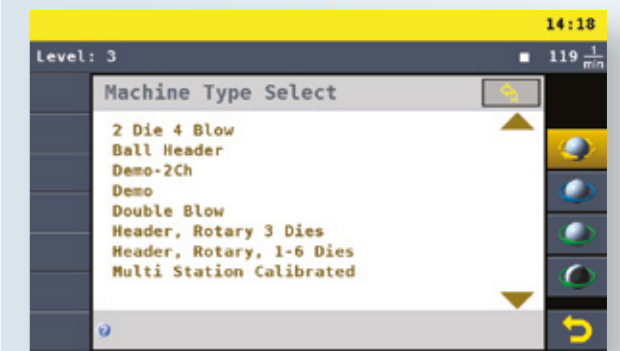 14:18
Level: 3
119 1/min
Machine Type Select
2 Die 4 Blow
Ball Header
Demo-2Ch
Demo
Double Blow
Header, Rotary 3 Dies
Header, Rotary, 1-6 Dies
Multi Station Calibrated
?